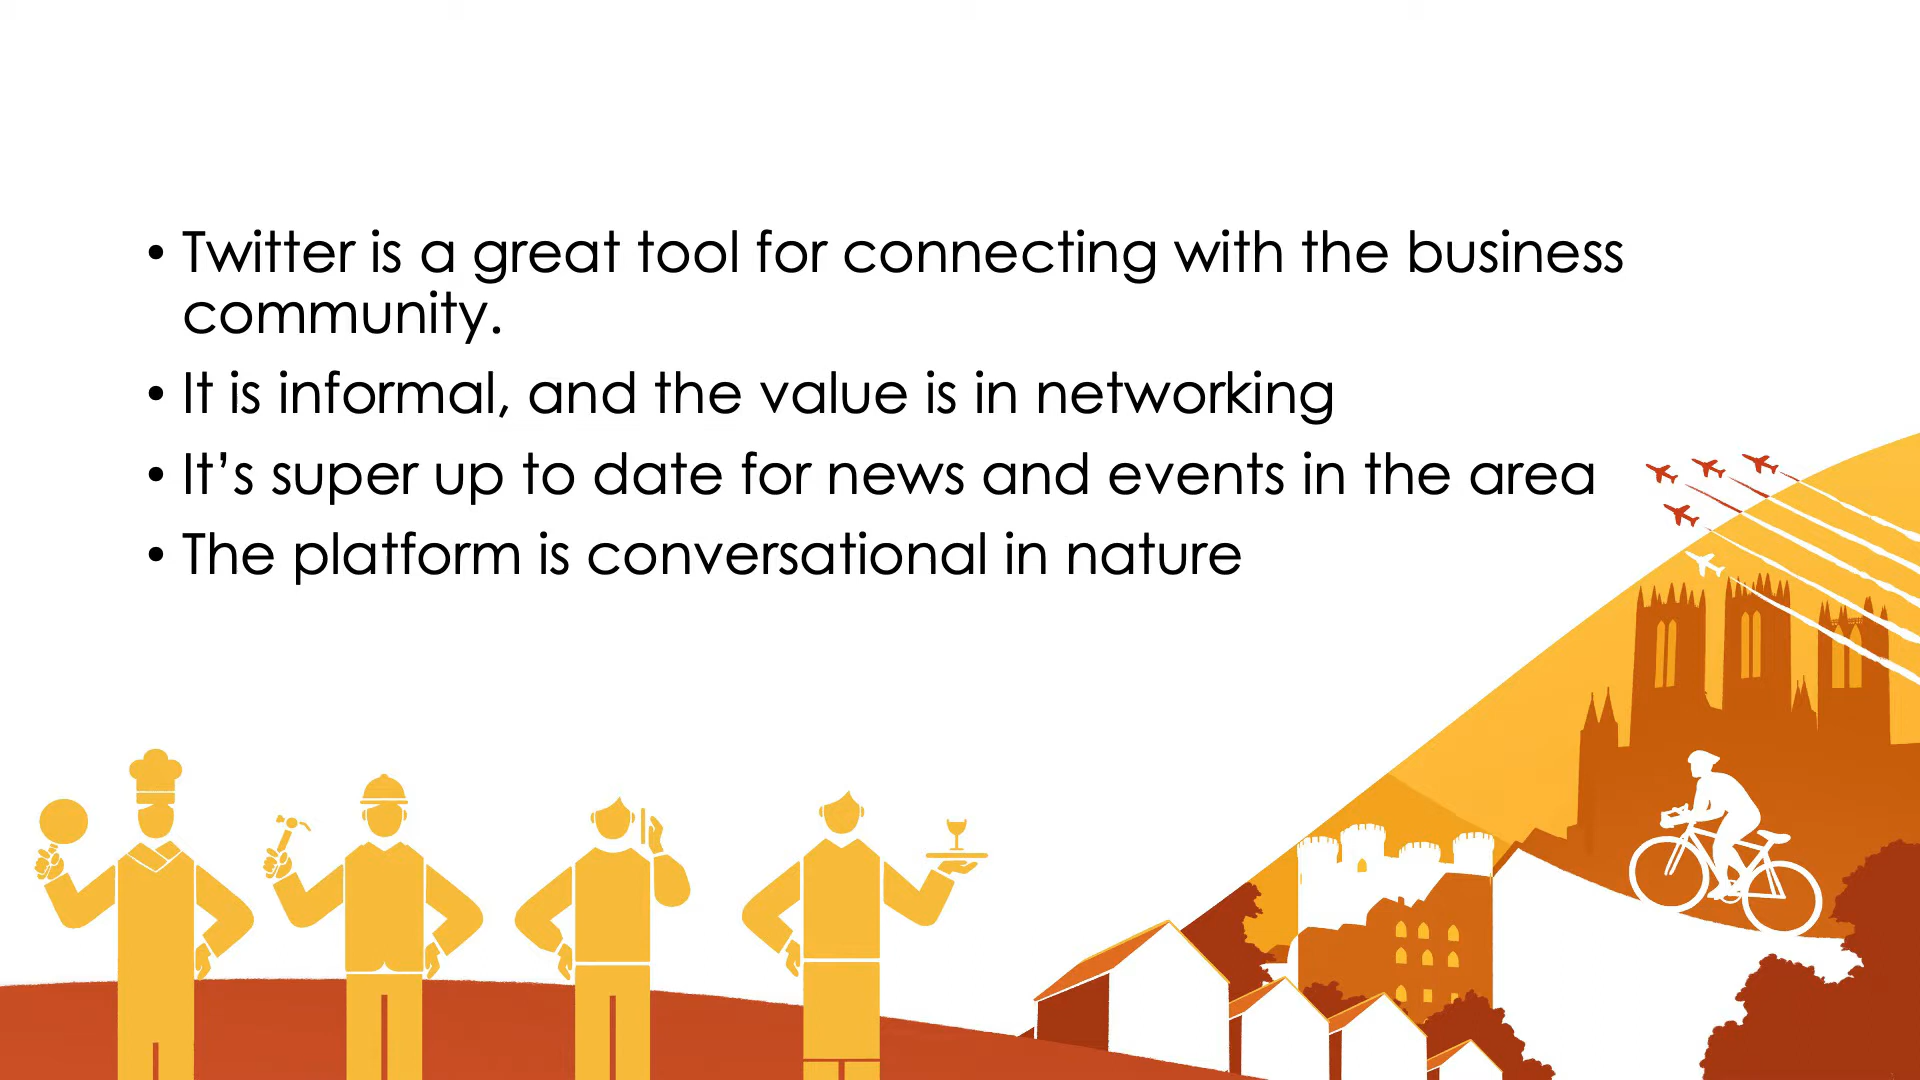 • Twitter is a great tool for connecting with the business
community.
• It is informal, and the value is in networking
• It’s super up to date for news and events in the area
• The platform is conversational in nature